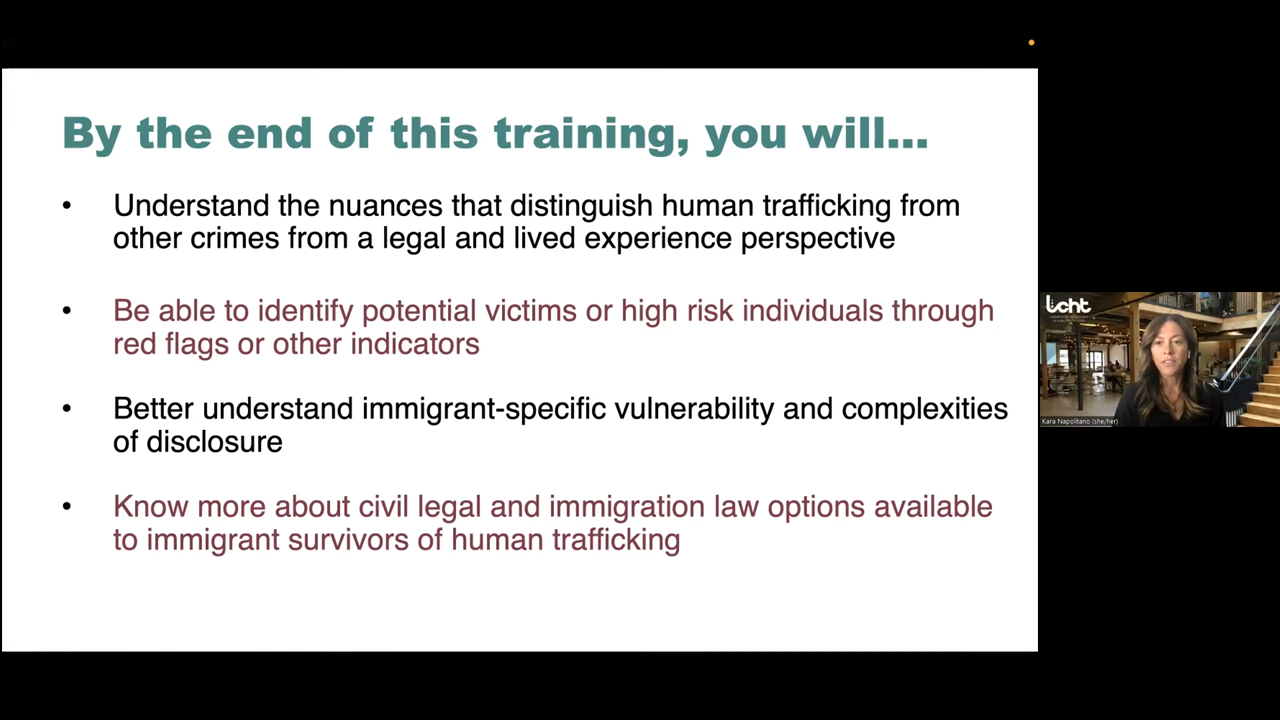 By the end of this training, you will...
• Understand the nuances that distinguish human trafficking from
other crimes from a legal and lived experience perspective
• Be able to identify potential victims or high risk individuals through
red flags or other indicators
• Better understand immigrant-specific vulnerability and complexities
of disclosure
• Know more about civil legal and immigration law options available
to immigrant survivors of human trafficking
lcht
Kara Napolitano (she/her)